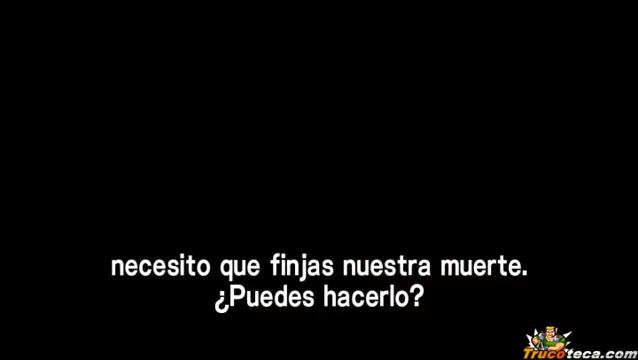 necesito que finjas nuestra muerte.
¿Puedes hacerlo?
Trucoteca.com